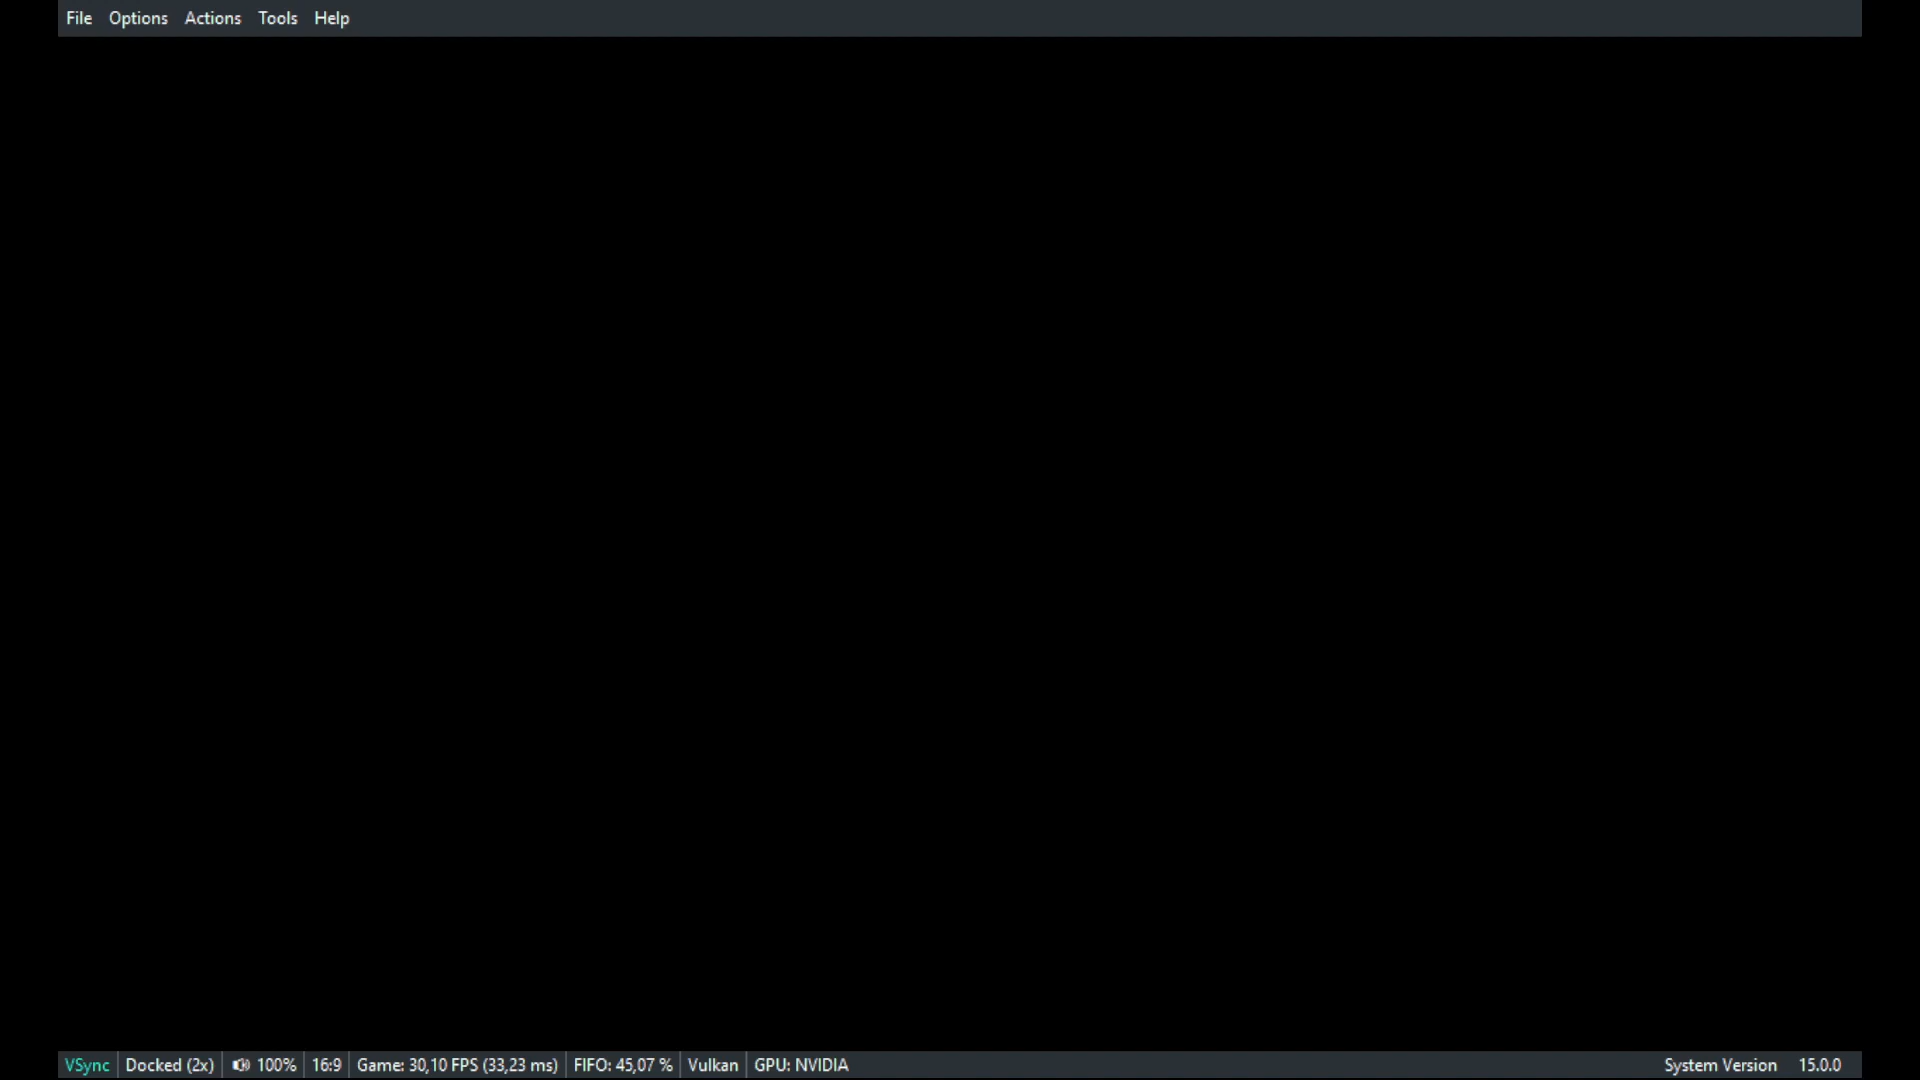 File Options Actions Tools Help
VSync Docked (2x) 100% 16:9 Game: 30,10 FPS (33,23 ms) FIFO: 45,07 % Vulkan GPU: NVIDIA System Version 15.0.0